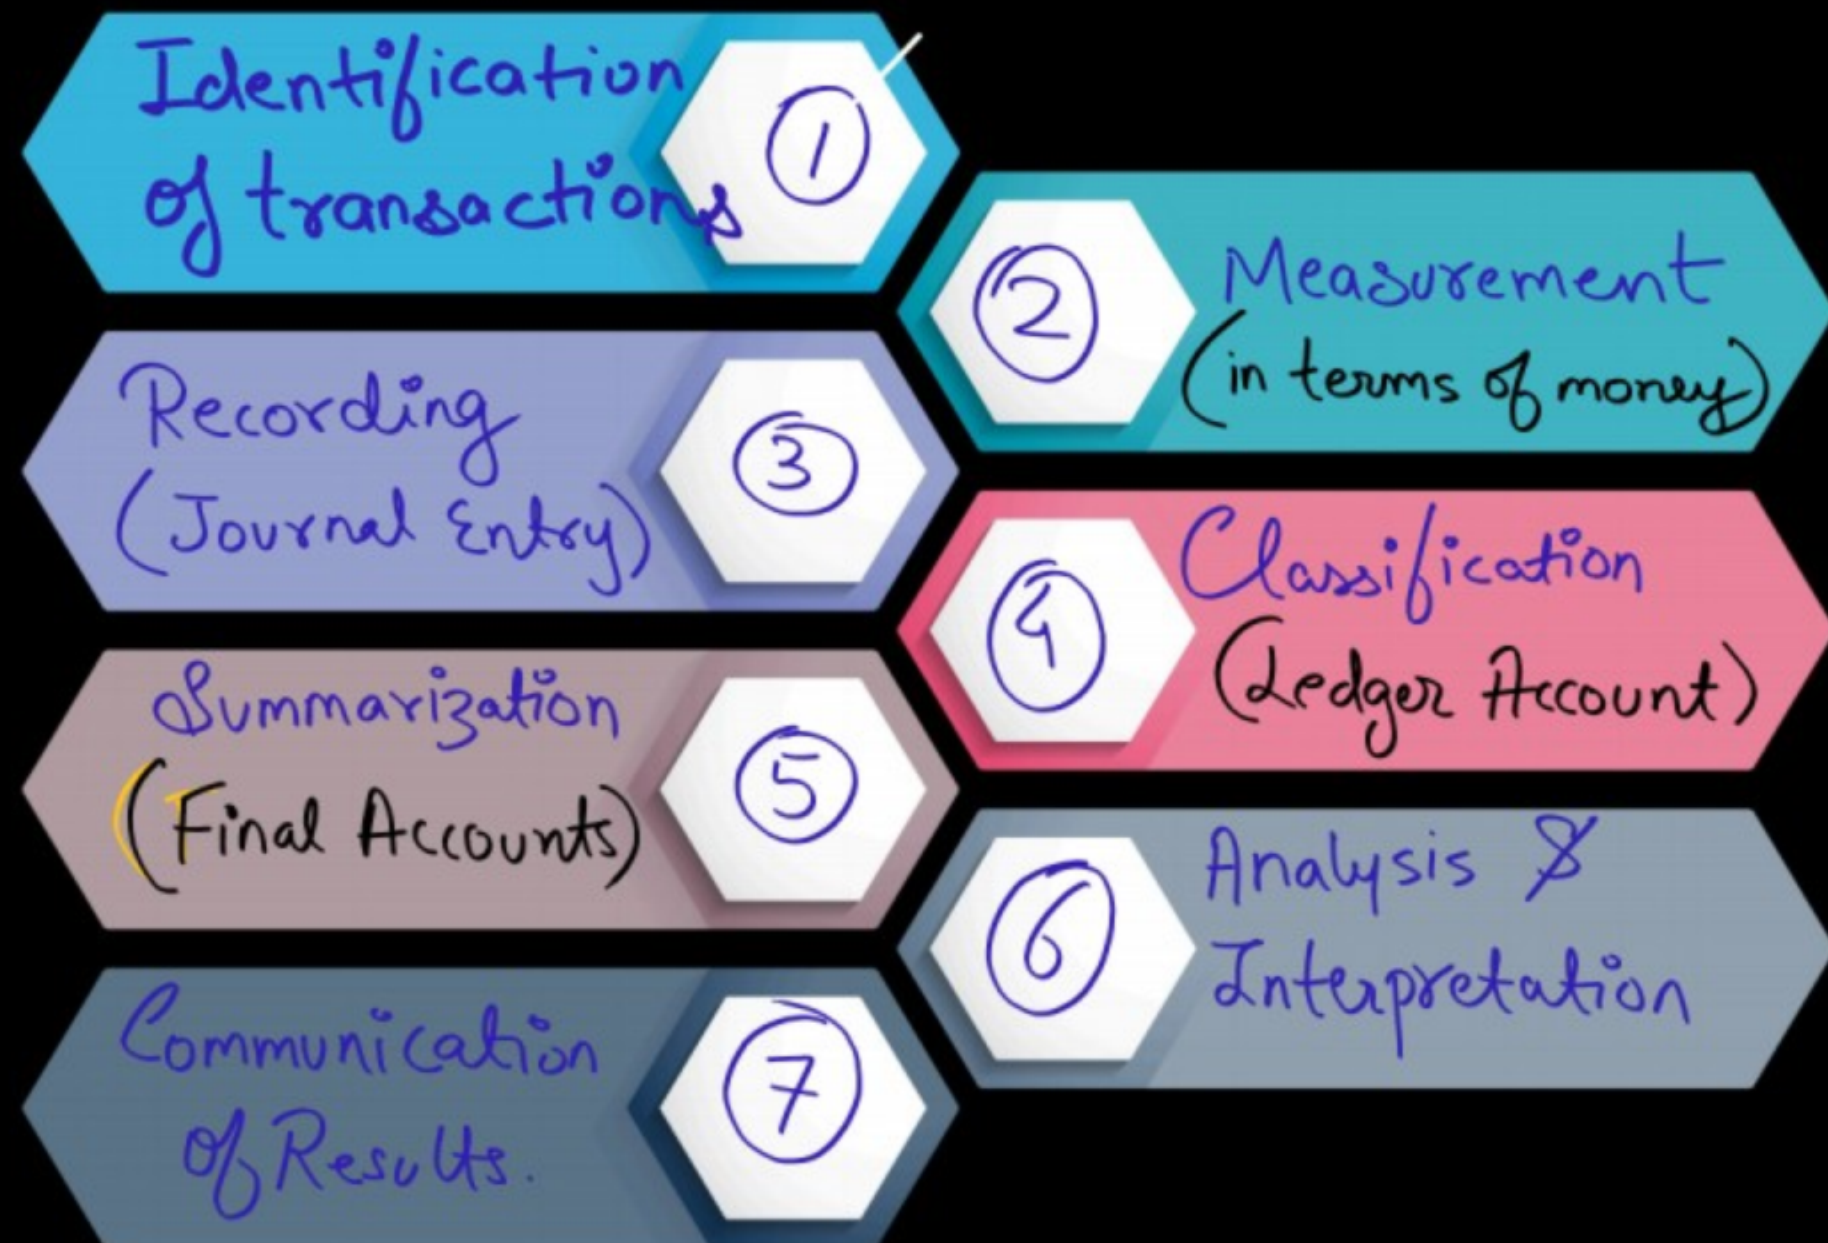 Identification
of transactions
1
2
Measurement
(in terms of money)
Recording
(Journal Entry)
3
4
Classification
(Ledger Account)
Summarization
(Final Accounts)
5
6
Analysis &
Interpretation
Communication
of Results.
7